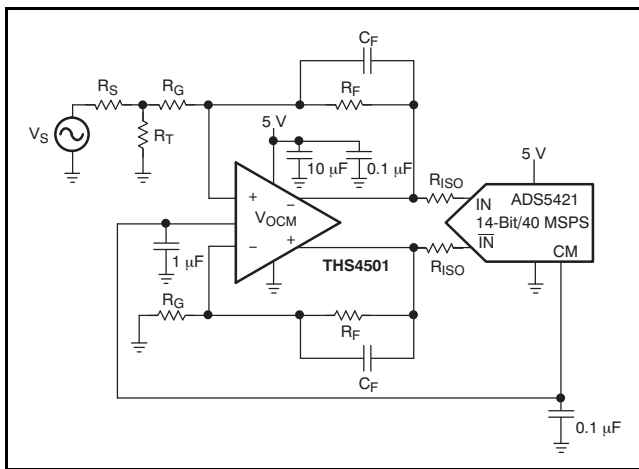 C_F
R_S
R_G
R_F
V_S
R_T
5 V
10 µF
0.1 µF
5 V
R_ISO
+
−
IN
ADS5421
V_OCM
14-Bit/40 MSPS
IN
−
+
CM
THS4501
R_ISO
1 µF
R_G
R_F
C_F
0.1 µF